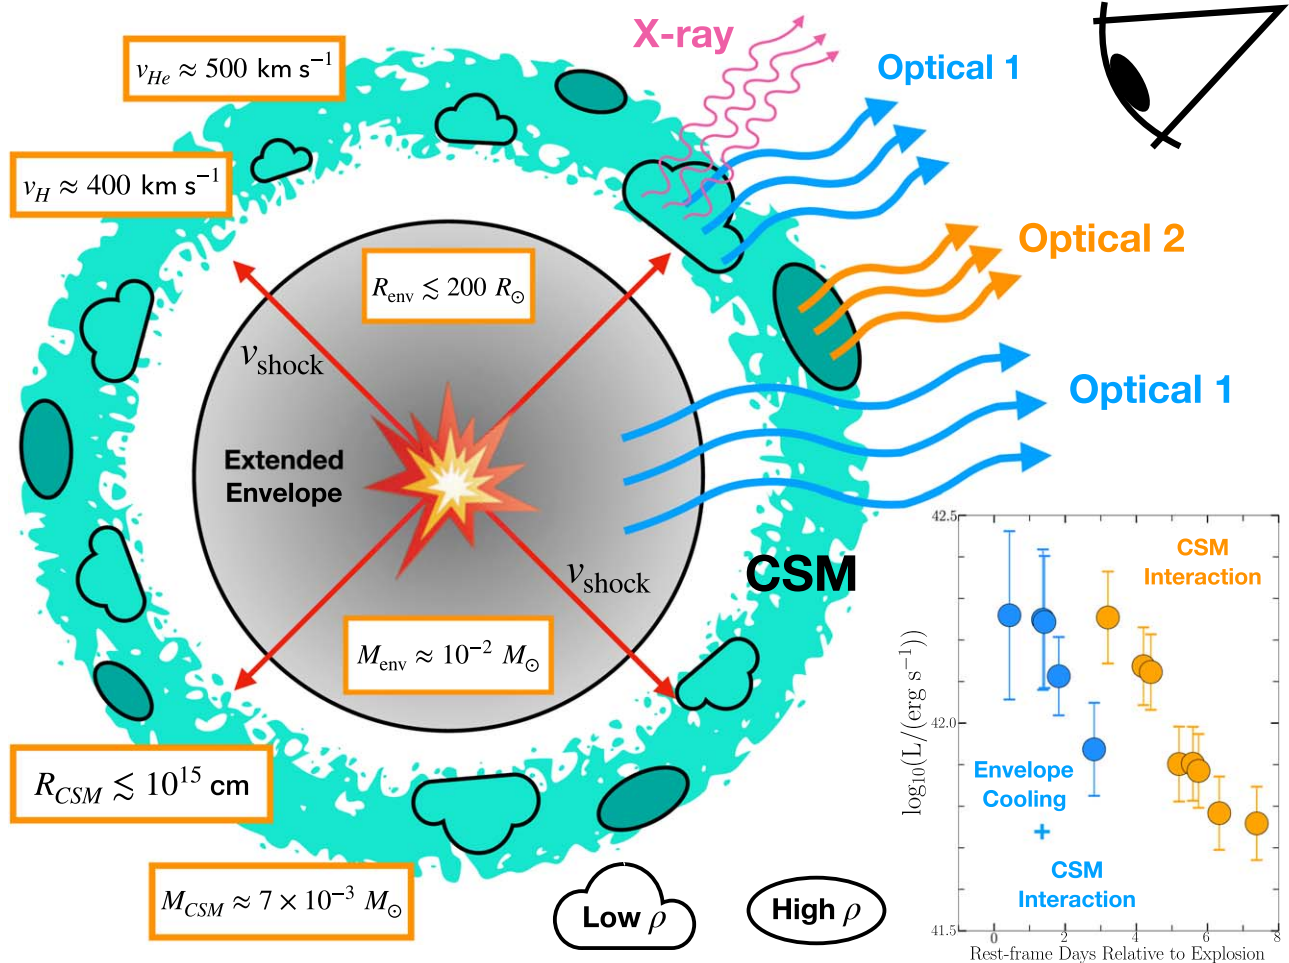 X-ray
Optical 1
v_He ≈ 500 km s⁻¹
v_H ≈ 400 km s⁻¹
Optical 2
R_env ≲ 200 R_⊙
v_shock
Optical 1
Extended
Envelope
v_shock
CSM
M_env ≈ 10⁻² M_⊙
R_CSM ≲ 10¹⁵ cm
M_CSM ≈ 7 × 10⁻³ M_⊙
Low ρ
High ρ
42.5
42.0
41.5
log₁₀(L/(erg s⁻¹))
CSM
Interaction
Envelope
Cooling
+
CSM
Interaction
0 2 4 6 8
Rest-frame Days Relative to Explosion